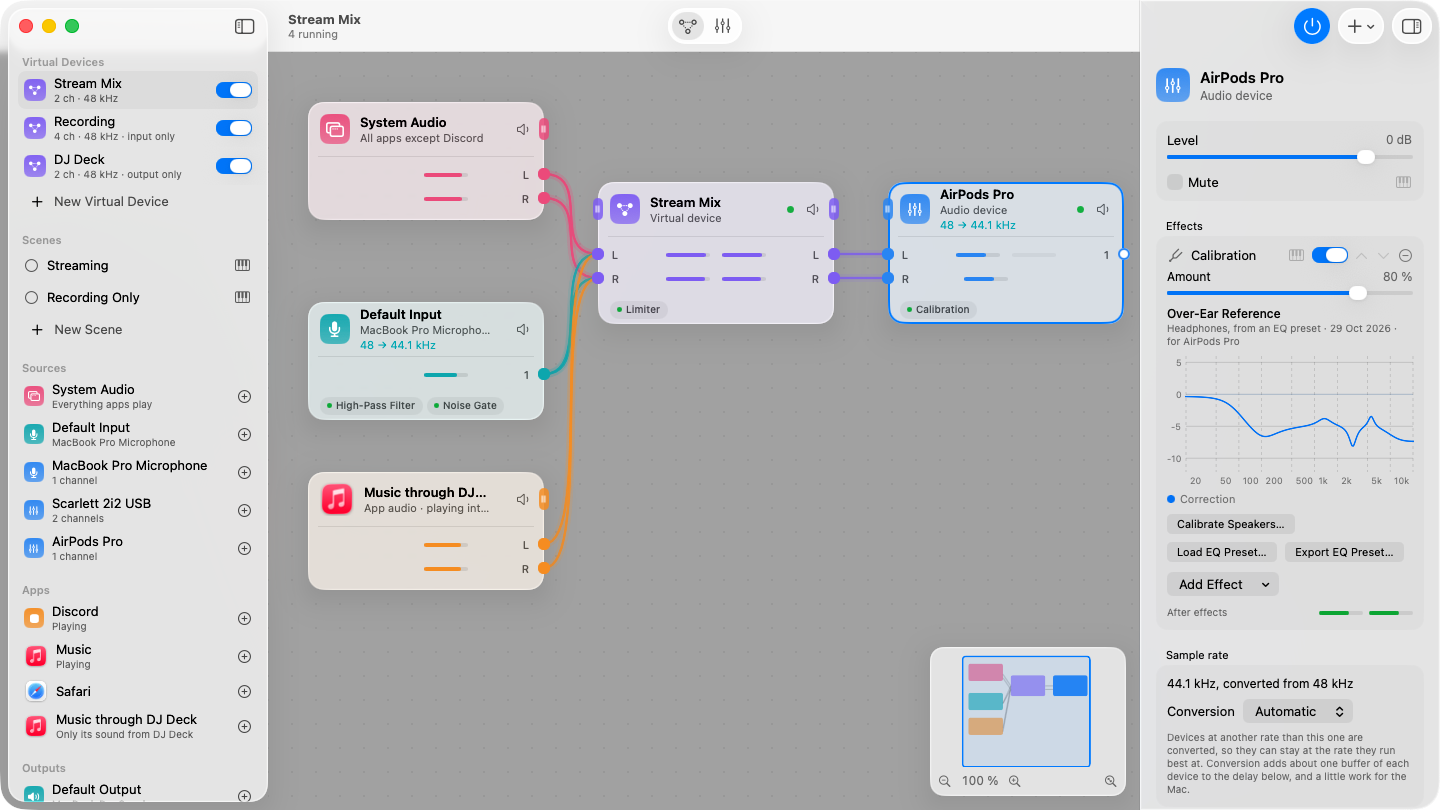 Virtual Devices
Stream Mix
2 ch · 48 kHz
Recording
4 ch · 48 kHz · input only
DJ Deck
2 ch · 48 kHz · output only
New Virtual Device
Scenes
Streaming
Recording Only
New Scene
Sources
System Audio
Everything apps play
Default Input
MacBook Pro Microphone
MacBook Pro Microphone
1 channel
Scarlett 2i2 USB
2 channels
AirPods Pro
1 channel
Apps
Discord
Playing
Music
Playing
Safari
Music through DJ Deck
Only its sound from DJ Deck
Outputs
Default Output
Stream Mix
4 running
System Audio
All apps except Discord
L
R
Default Input
MacBook Pro Micropho...
48 → 44.1 kHz
1
High-Pass Filter
Noise Gate
Music through DJ...
App audio · playing int...
L
R
Stream Mix
Virtual device
L
L
R
R
Limiter
AirPods Pro
Audio device
48 → 44.1 kHz
L
1
R
Calibration
100 %
AirPods Pro
Audio device
Level
0 dB
Mute
Effects
Calibration
Amount
80 %
Over-Ear Reference
Headphones, from an EQ preset · 29 Oct 2026 ·
for AirPods Pro
5
0
-5
-10
20 50 100 200 500 1k 2k 5k 10k
Correction
Calibrate Speakers...
Load EQ Preset...
Export EQ Preset...
Add Effect
After effects
Sample rate
44.1 kHz, converted from 48 kHz
Conversion
Automatic
Devices at another rate than this one are
converted, so they can stay at the rate they run
best at. Conversion adds about one buffer of each
device to the delay below, and a little work for the
Mac.